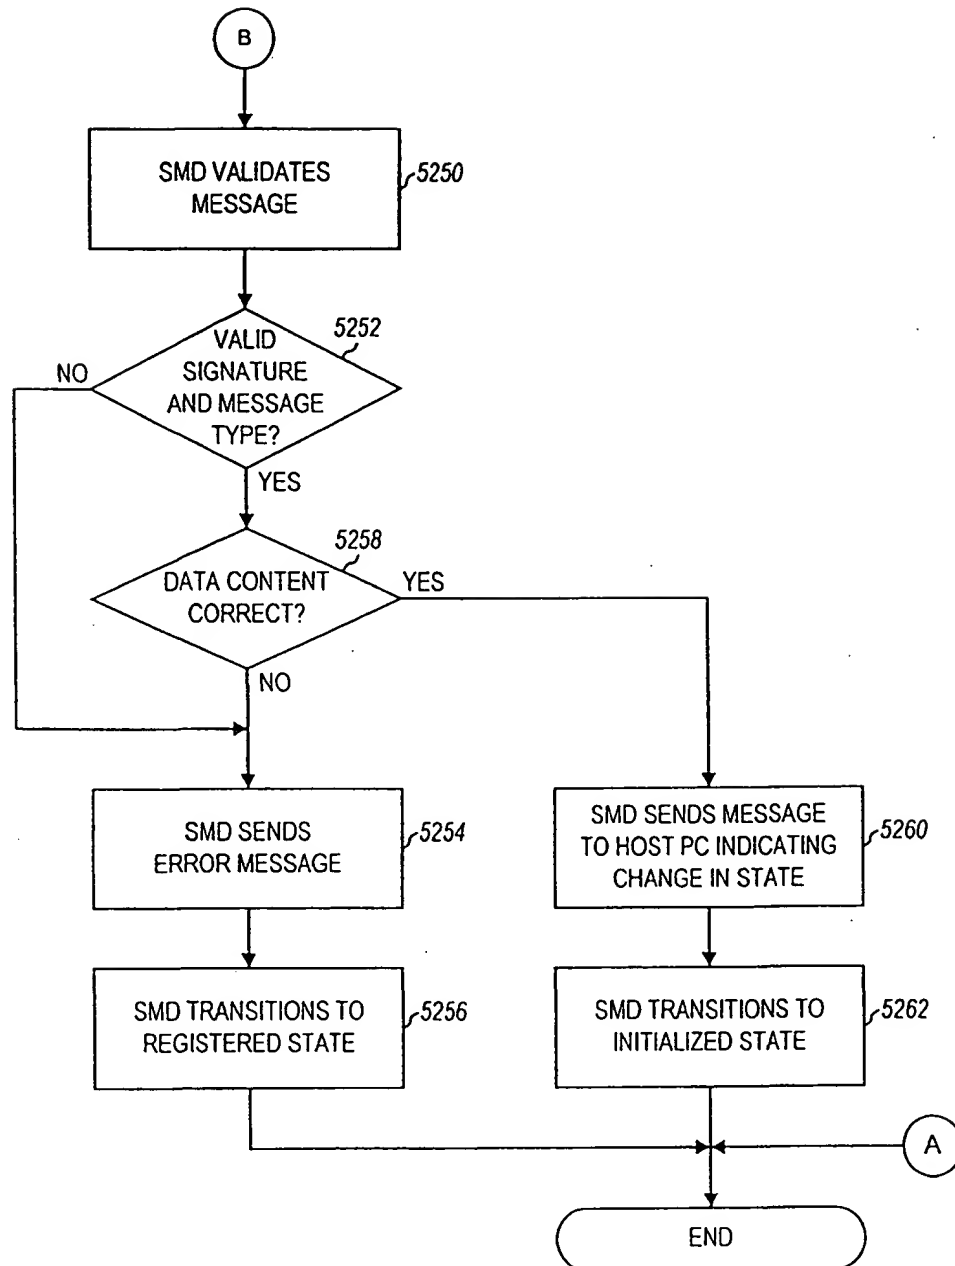 B
SMD VALIDATES
MESSAGE
5250
VALID
SIGNATURE
AND MESSAGE
TYPE?
5252
NO
YES
DATA CONTENT
CORRECT?
5258
YES
NO
SMD SENDS
ERROR MESSAGE
5254
SMD SENDS MESSAGE
TO HOST PC INDICATING
CHANGE IN STATE
5260
SMD TRANSITIONS TO
REGISTERED STATE
5256
SMD TRANSITIONS TO
INITIALIZED STATE
5262
A
END